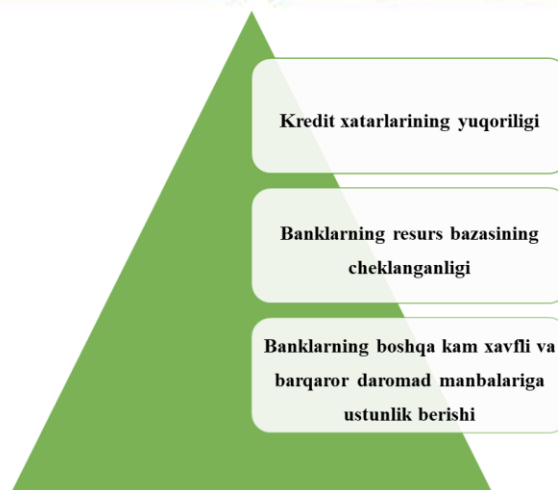 Kredit xatarlarining yuqoriligi
Banklarning resurs bazasining
cheklanganligi
Banklarning boshqa kam xavfli va
barqaror daromad manbalariga
ustunlik berishi